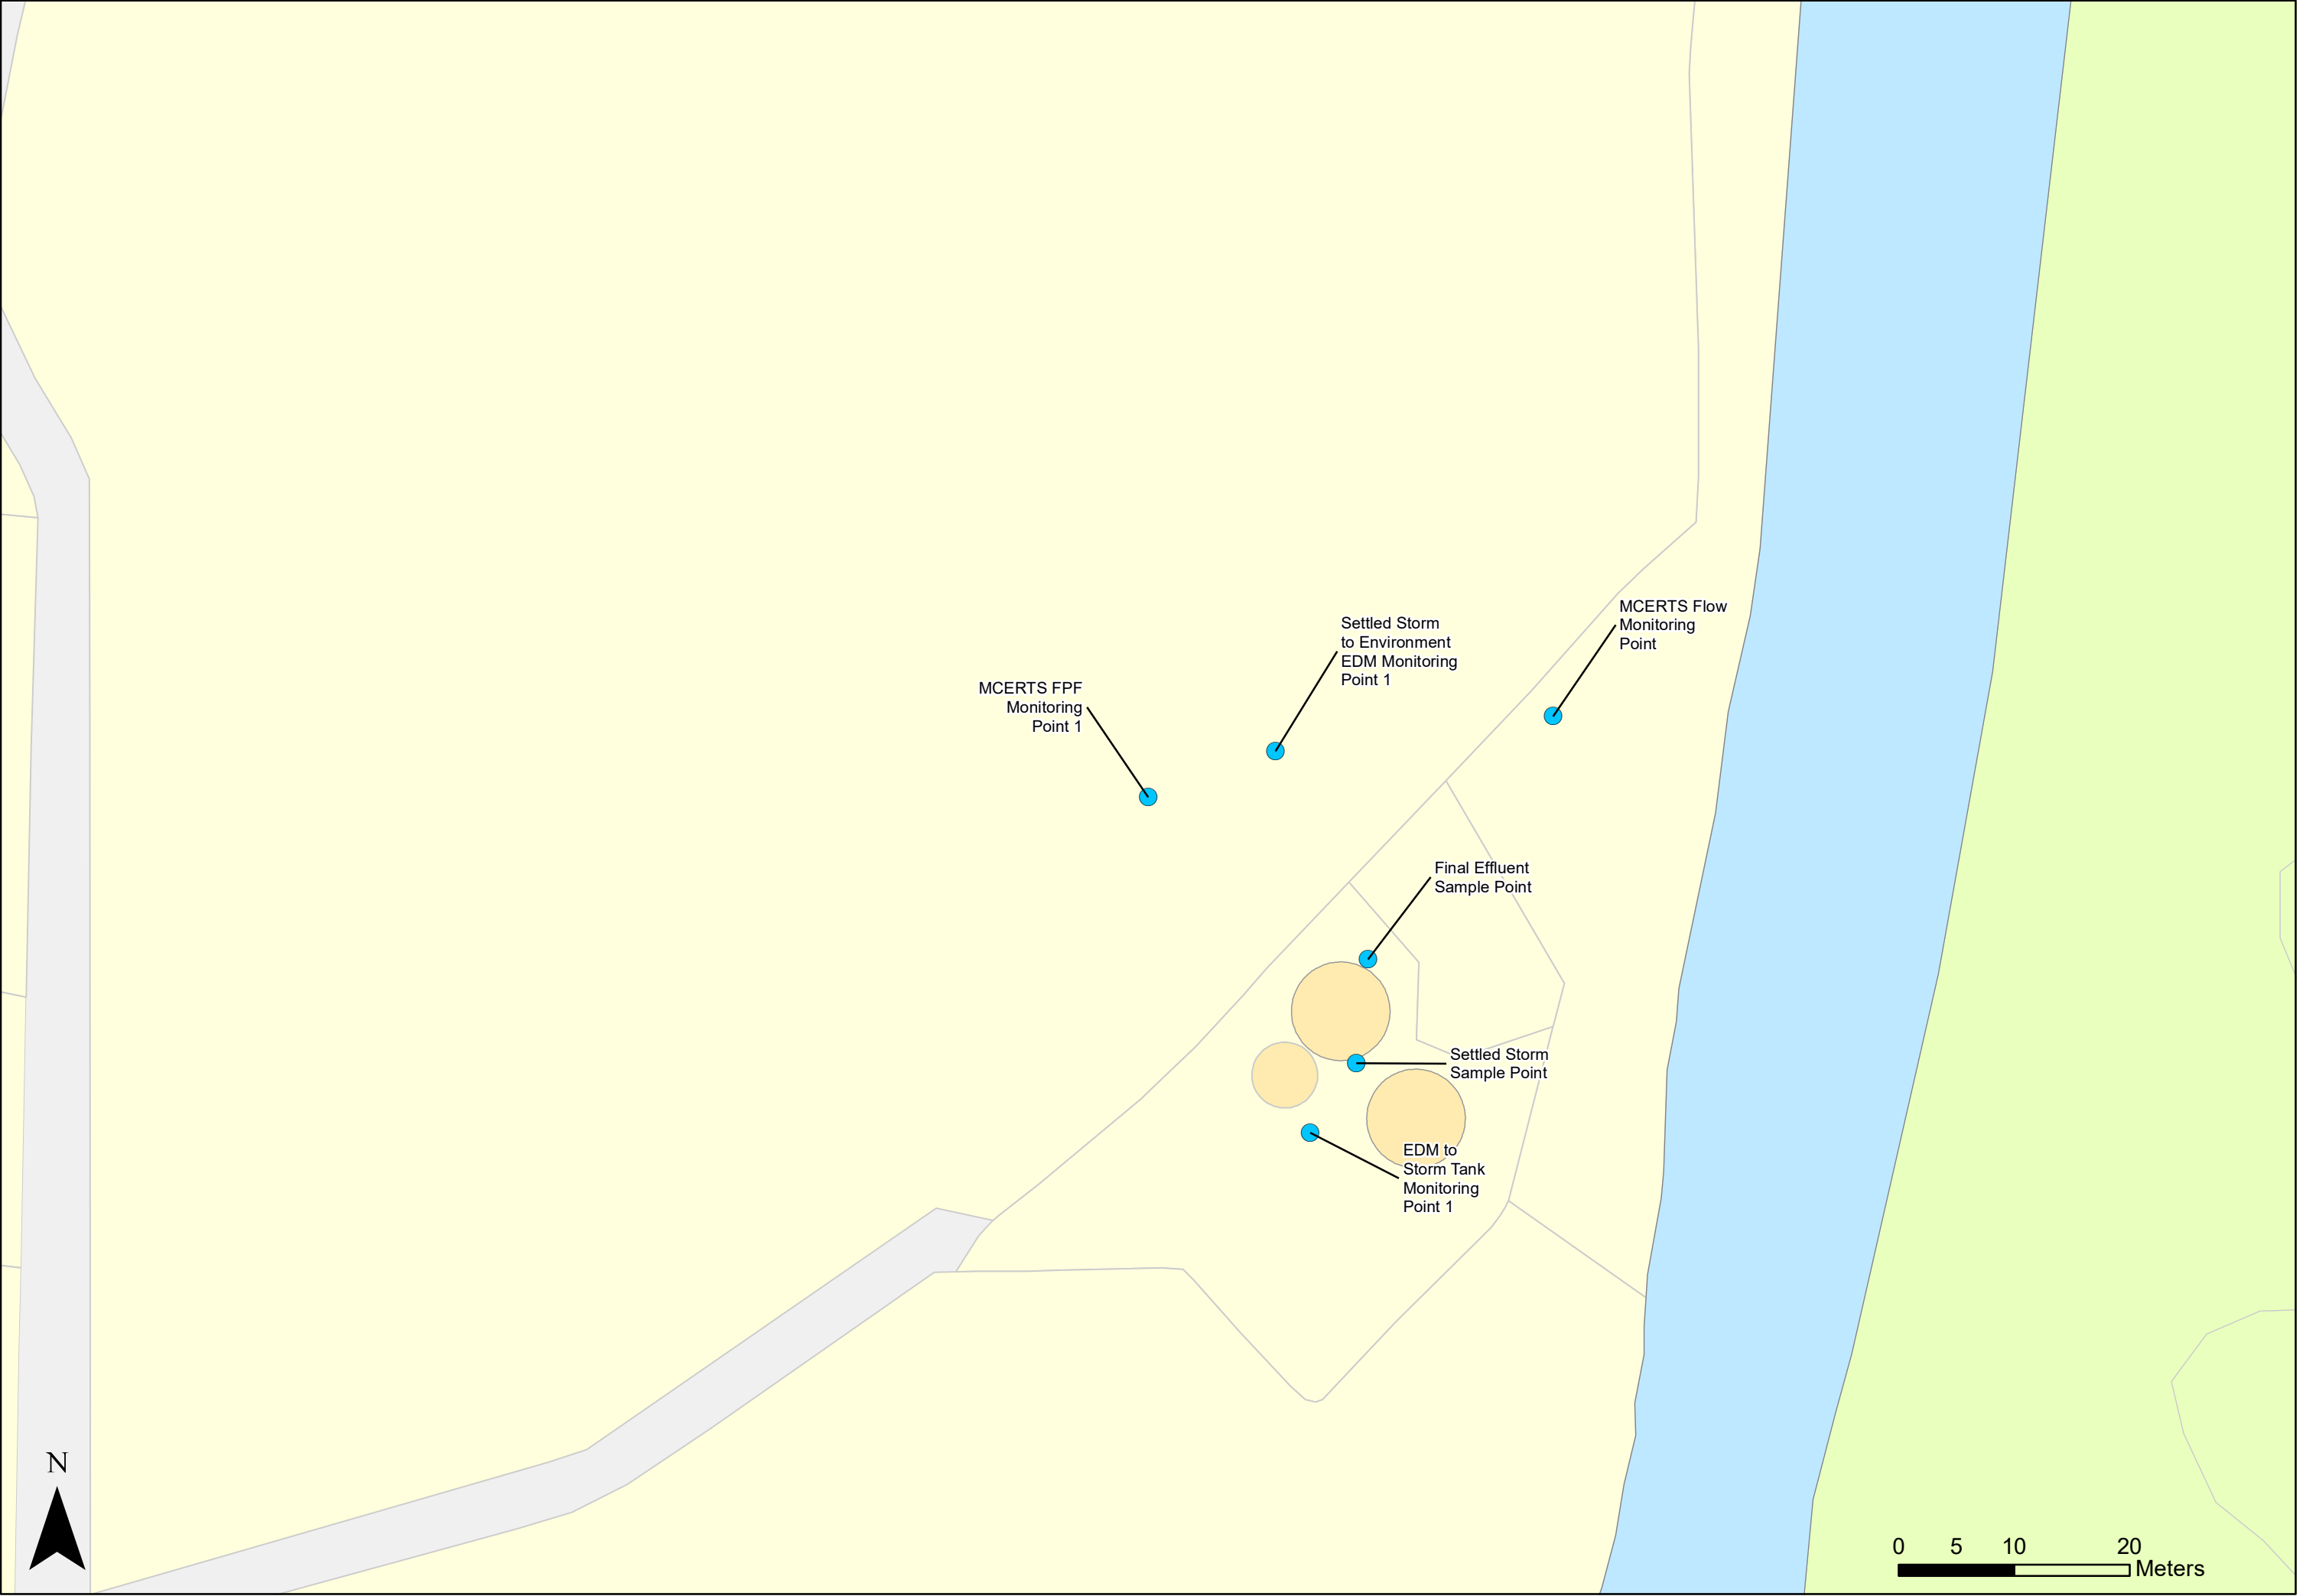 MCERTS Flow
Monitoring
Point
Settled Storm
to Environment
EDM Monitoring
Point 1
MCERTS FPF
Monitoring
Point 1
Final Effluent
Sample Point
Settled Storm
Sample Point
EDM to
Storm Tank
Monitoring
Point 1
N
0 5 10 20
Meters